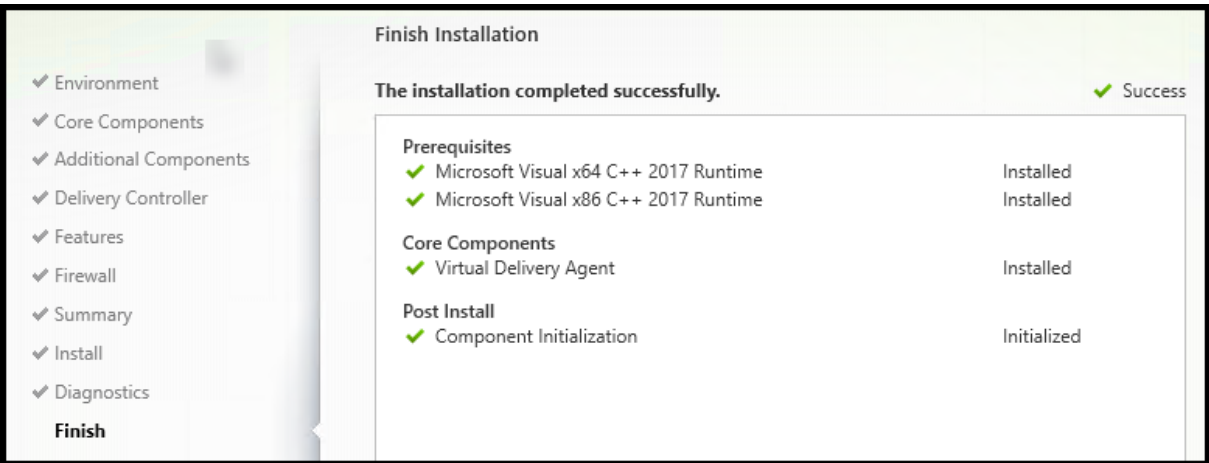 Environment
Core Components
Additional Components
Delivery Controller
Features
Firewall
Summary
Install
Diagnostics
Finish
Finish Installation
The installation completed successfully. Success
Prerequisites
Microsoft Visual x64 C++ 2017 Runtime Installed
Microsoft Visual x86 C++ 2017 Runtime Installed
Core Components
Virtual Delivery Agent Installed
Post Install
Component Initialization Initialized